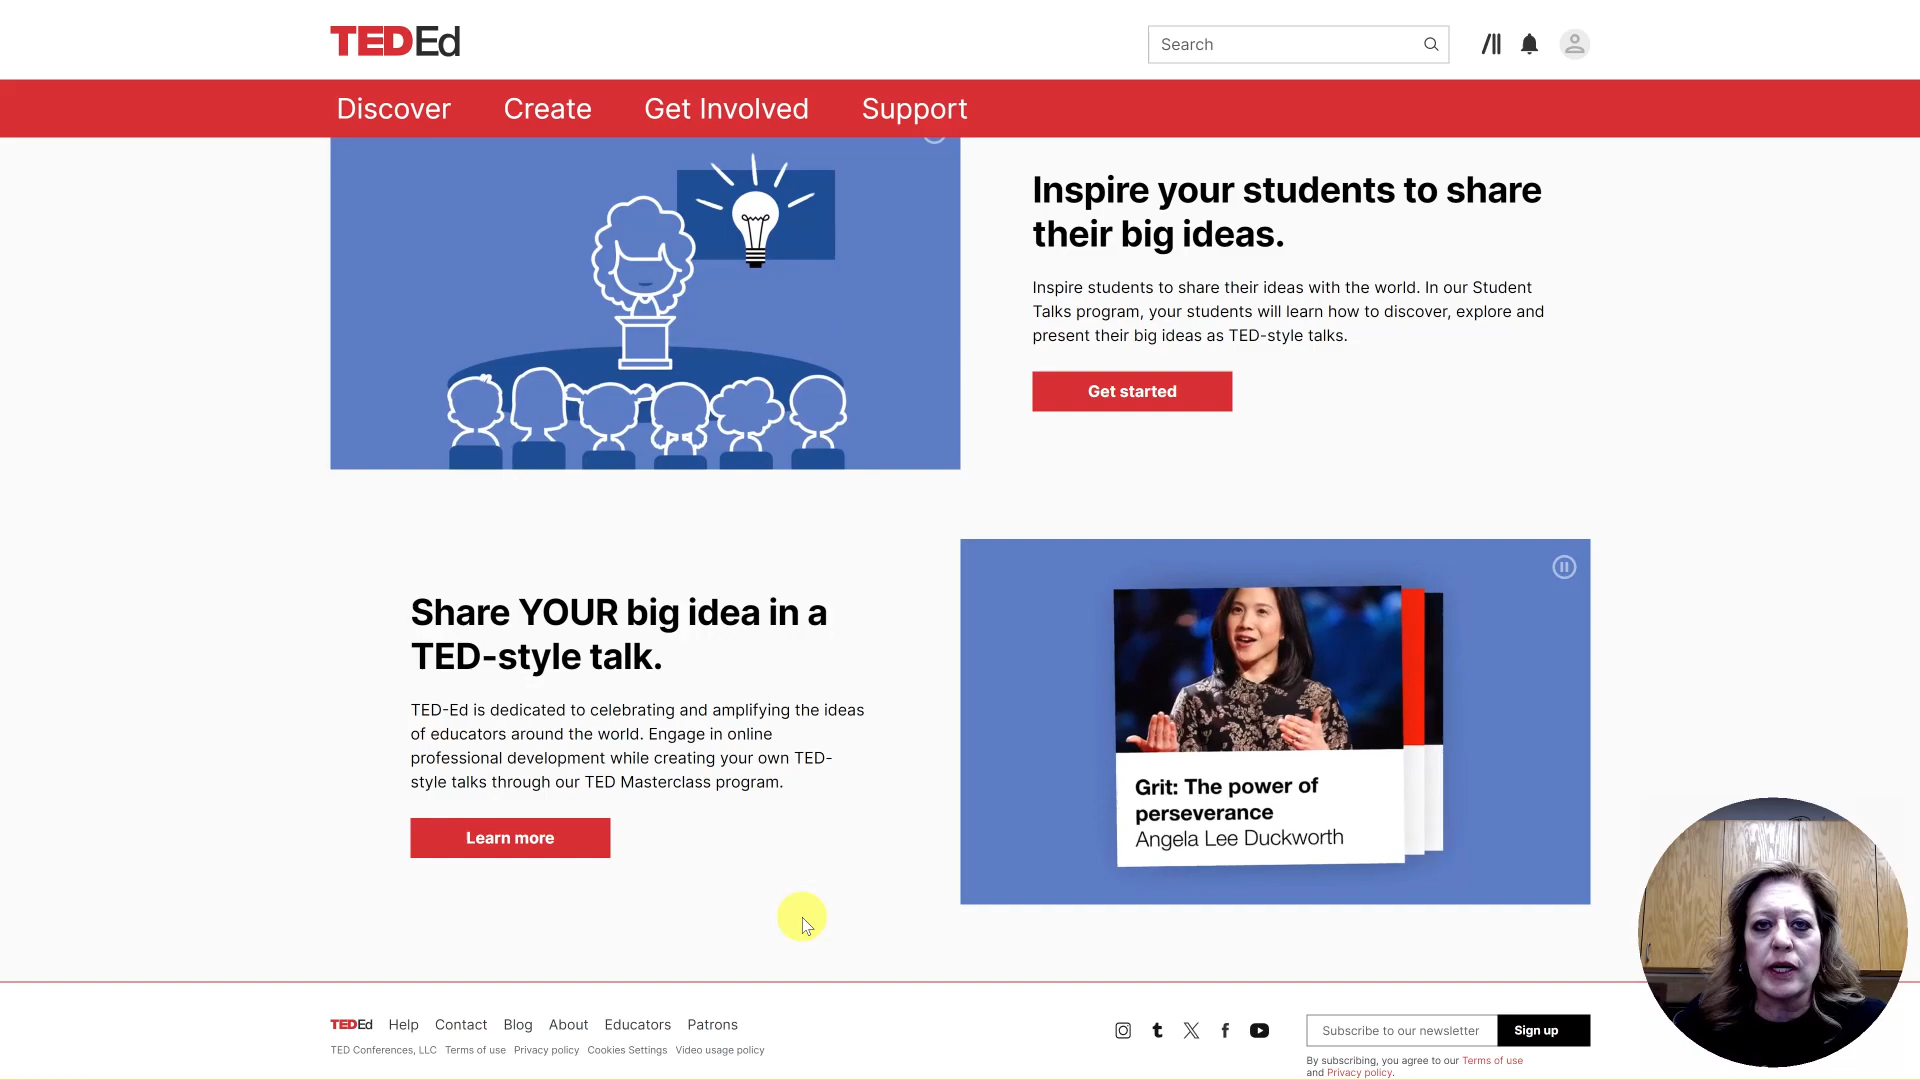 TEDEd
Search
Discover Create Get Involved Support
Inspire your students to share
their big ideas.
Inspire students to share their ideas with the world. In our Student
Talks program, your students will learn how to discover, explore and
present their big ideas as TED-style talks.
Get started
Share YOUR big idea in a
TED-style talk.
TED-Ed is dedicated to celebrating and amplifying the ideas
of educators around the world. Engage in online
professional development while creating your own TED-
style talks through our TED Masterclass program.
Learn more
Grit: The power of
perseverance
Angela Lee Duckworth
TEDEd Help Contact Blog About Educators Patrons
TED Conferences, LLC Terms of use Privacy policy Cookies Settings Video usage policy
Subscribe to our newsletter Sign up
By subscribing, you agree to our Terms of use
and Privacy policy.